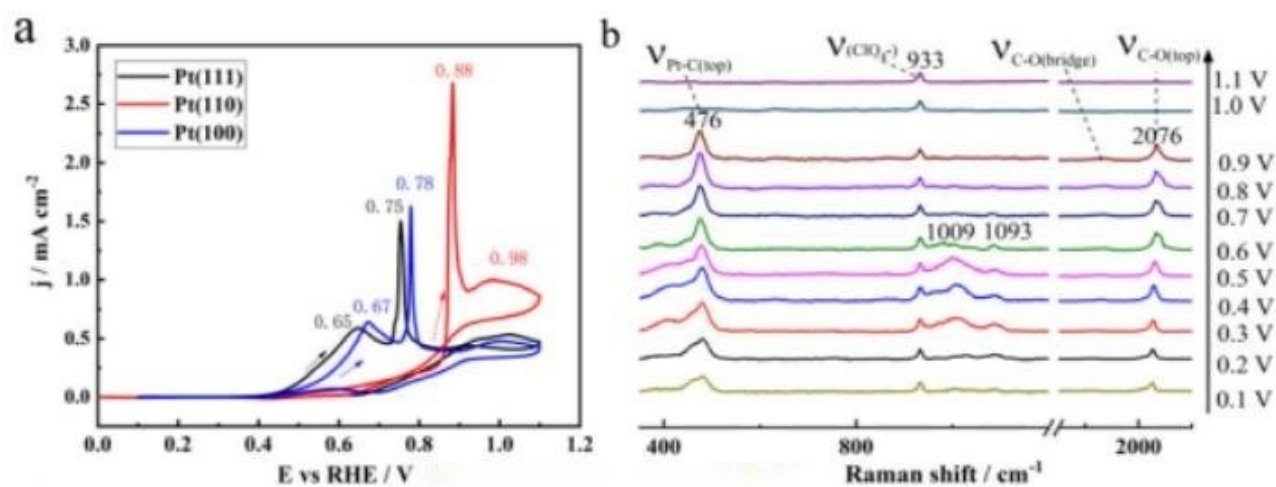 a
3.0
2.5
2.0
1.5
1.0
0.5
0.0
j / mA cm-2
Pt(111)
Pt(110)
Pt(100)
0.88
0.78
0.75
0.98
0.67
0.65
0.0 0.2 0.4 0.6 0.8 1.0 1.2
E vs RHE / V
b
νPt-C(top)
ν(ClO4-) 933
νC-O(bridge)
νC-O(top)
476
2076
1009 1093
1.1 V
1.0 V
0.9 V
0.8 V
0.7 V
0.6 V
0.5 V
0.4 V
0.3 V
0.2 V
0.1 V
400 800 2000
Raman shift / cm-1